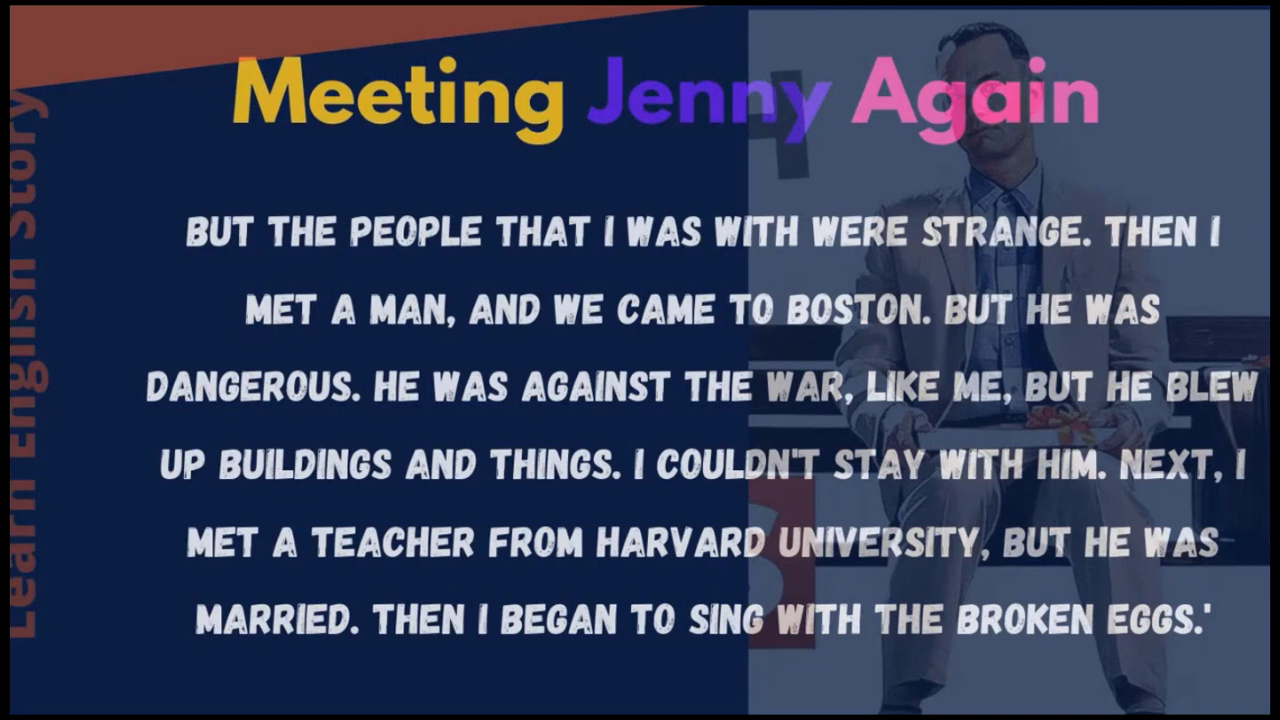 Meeting Jenny Again
BUT THE PEOPLE THAT I WAS WITH WERE STRANGE. THEN I
MET A MAN, AND WE CAME TO BOSTON. BUT HE WAS
DANGEROUS. HE WAS AGAINST THE WAR, LIKE ME, BUT HE BLEW
UP BUILDINGS AND THINGS. I COULDN'T STAY WITH HIM. NEXT, I
MET A TEACHER FROM HARVARD UNIVERSITY, BUT HE WAS
MARRIED. THEN I BEGAN TO SING WITH THE BROKEN EGGS.'
Learn English Story